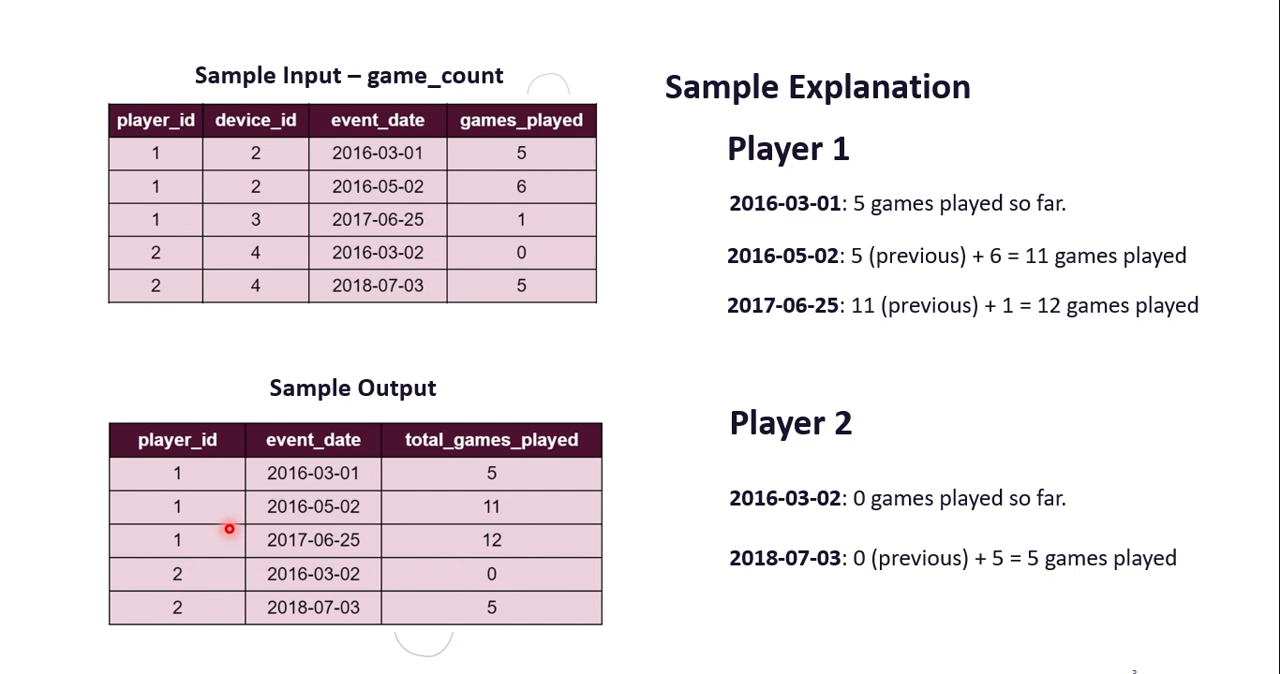 Sample Input – game_count
player_id device_id event_date games_played
1 2 2016-03-01 5
1 2 2016-05-02 6
1 3 2017-06-25 1
2 4 2016-03-02 0
2 4 2018-07-03 5
Sample Output
player_id event_date total_games_played
1 2016-03-01 5
1 2016-05-02 11
1 2017-06-25 12
2 2016-03-02 0
2 2018-07-03 5
Sample Explanation
Player 1
2016-03-01: 5 games played so far.
2016-05-02: 5 (previous) + 6 = 11 games played
2017-06-25: 11 (previous) + 1 = 12 games played
Player 2
2016-03-02: 0 games played so far.
2018-07-03: 0 (previous) + 5 = 5 games played